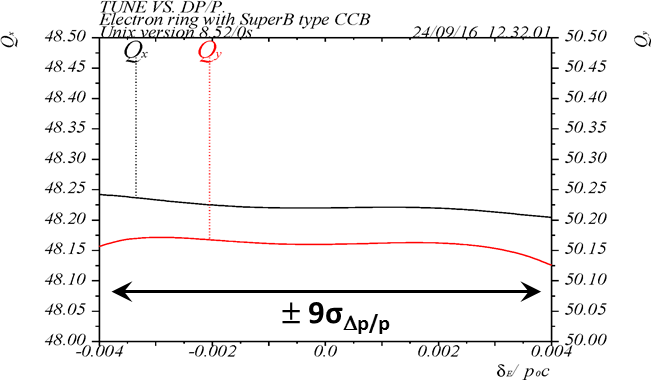 TUNE VS. DP/P.
Electron ring with SuperB type CCB
Unix version 8.52/0s 24/09/16 12.32.01
Qx Qy
Qx Qy
48.50 50.50
48.45 50.45
48.40 50.40
48.35 50.35
48.30 50.30
48.25 50.25
48.20 50.20
48.15 50.15
48.10 50.10
48.05 50.05
48.00 50.00
± 9σΔp/p
-0.004 -0.002 0.0 0.002 0.004
δE/ p0c